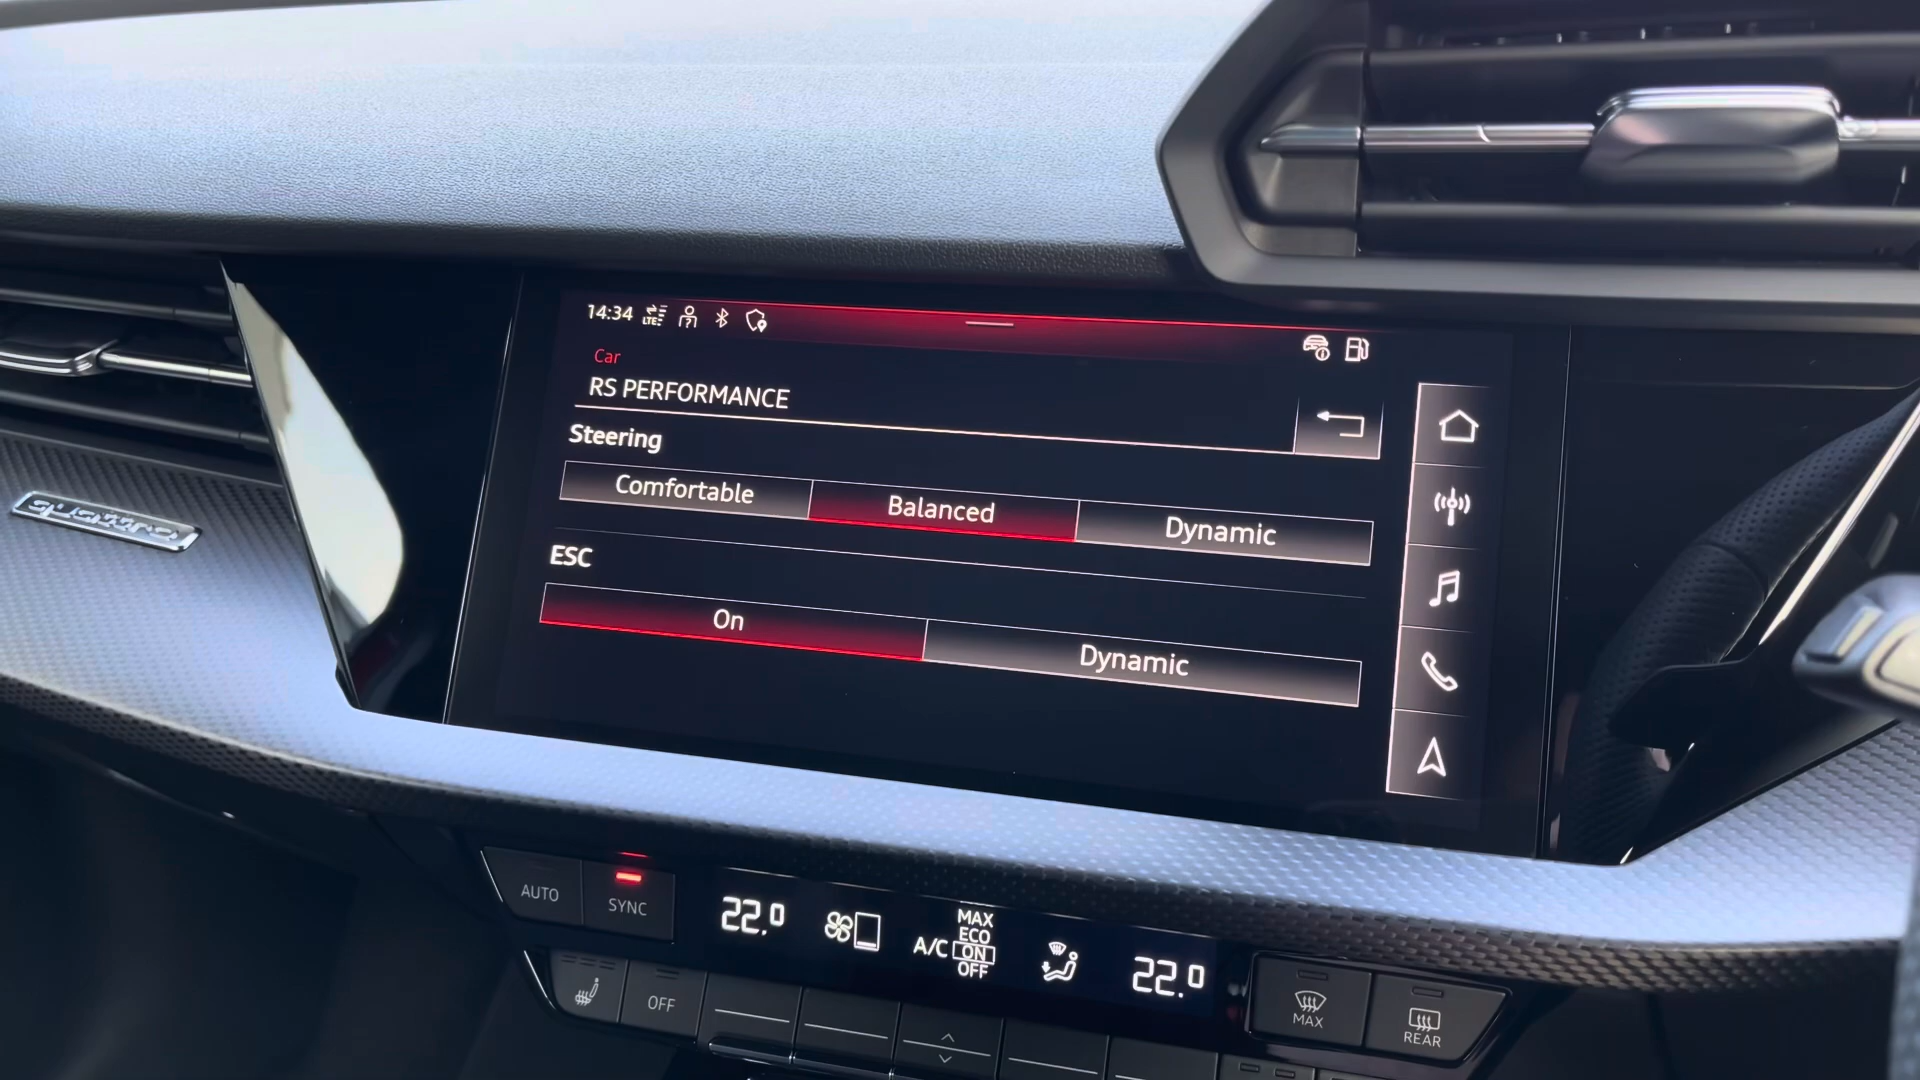 14:34 LTE
Car
RS PERFORMANCE
Steering
Comfortable Balanced Dynamic
ESC
On Dynamic
quattro
AUTO SYNC
22.0 A/C MAX ECO ON OFF 22.0
OFF
MAX
REAR